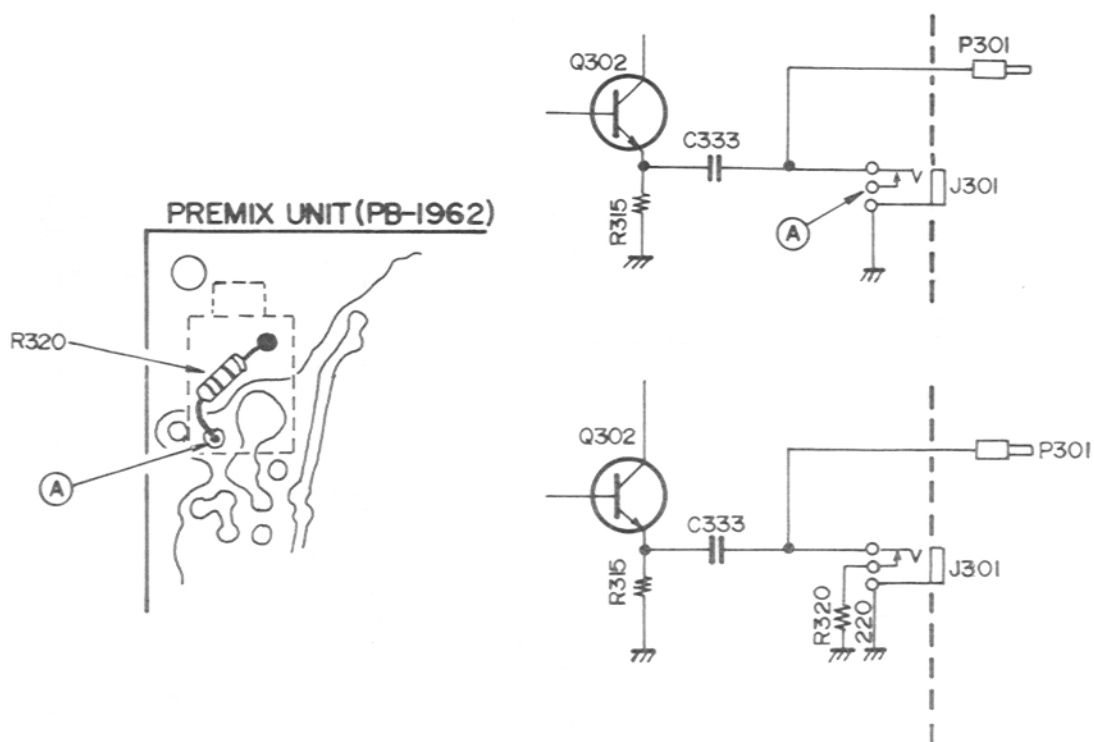 PREMIX UNIT (PB-1962)
R320
A
Q302
C333
R315
P301
J301
A
Q302
C333
R315
P301
J301
R320
220